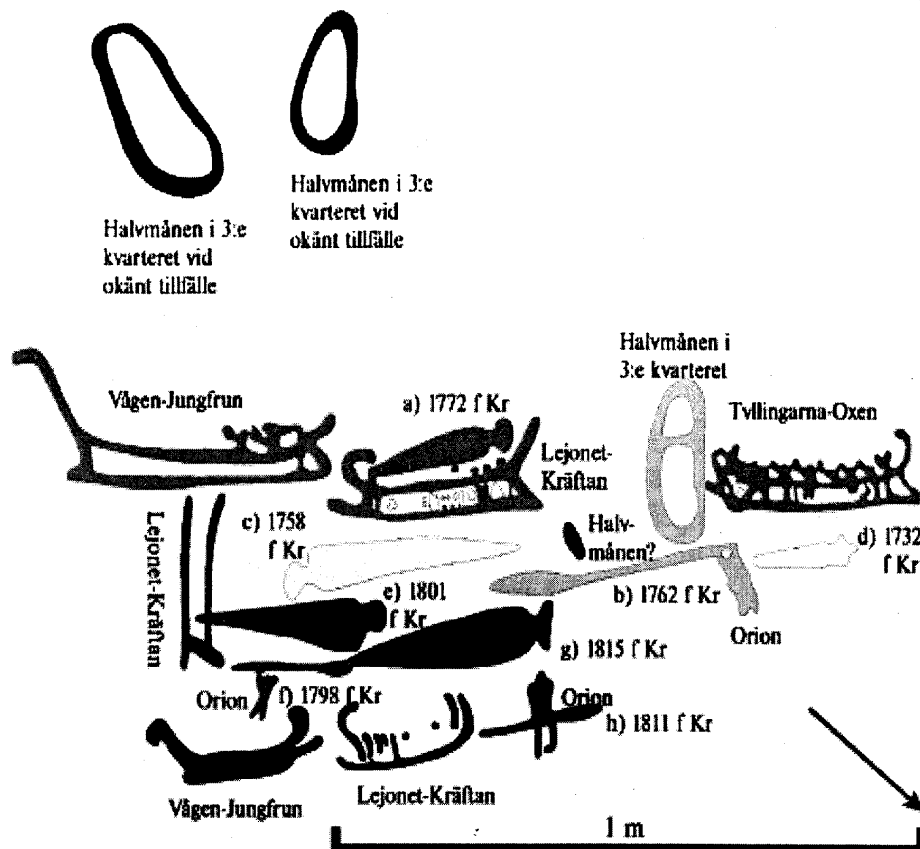 Halvmånen i 3:e
kvarteret vid
okänt tillfälle
Halvmånen i 3:e
kvarteret vid
okänt tillfälle
Halvmånen i
3:e kvarteret
Vågen-Jungfrun
a) 1772 f Kr
Tvllingarna-Oxen
Lejonet-
Kräftan
Lejonet-Kräftan
c) 1758
f Kr
Halv-
månen?
d) 1732
f Kr
e) 1801
f Kr
b) 1762 f Kr
Orion
g) 1815 f Kr
Orion
f) 1798 f Kr
Orion
h) 1811 f Kr
Vågen-Jungfrun
Lejonet-Kräftan
1 m